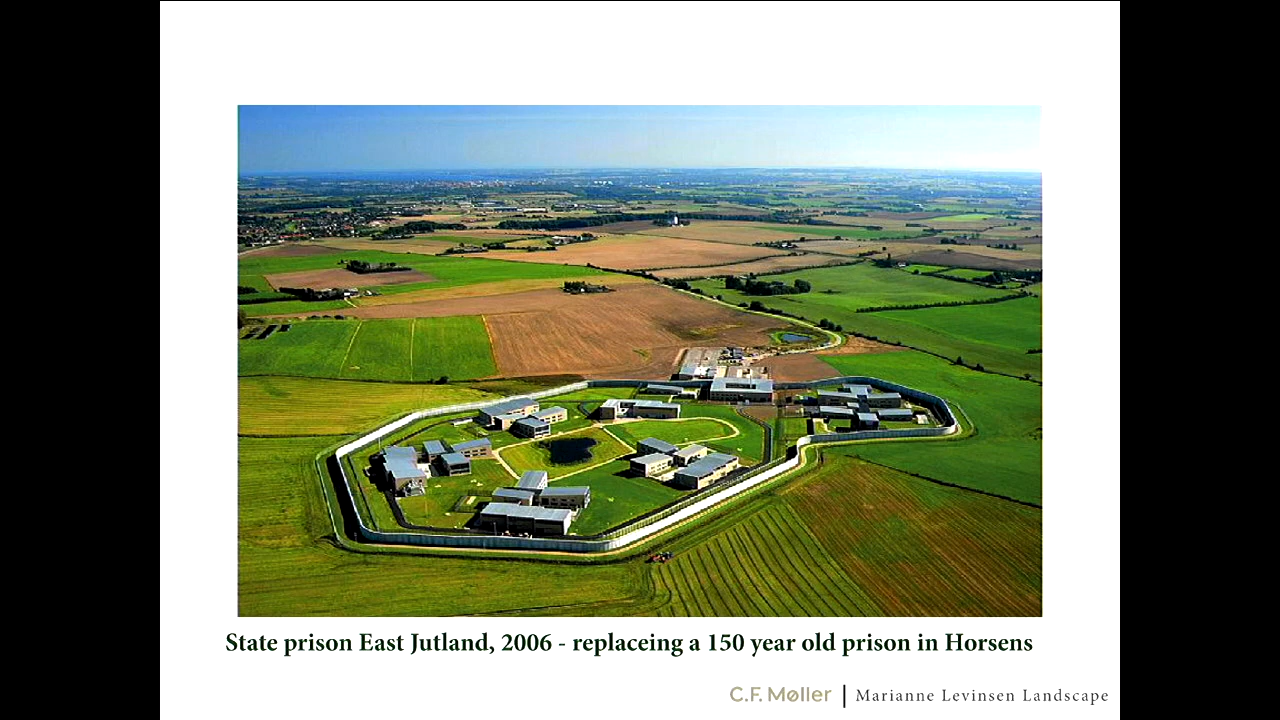 State prison East Jutland, 2006 - replaceing a 150 year old prison in Horsens
C.F. Møller | Marianne Levinsen Landscape